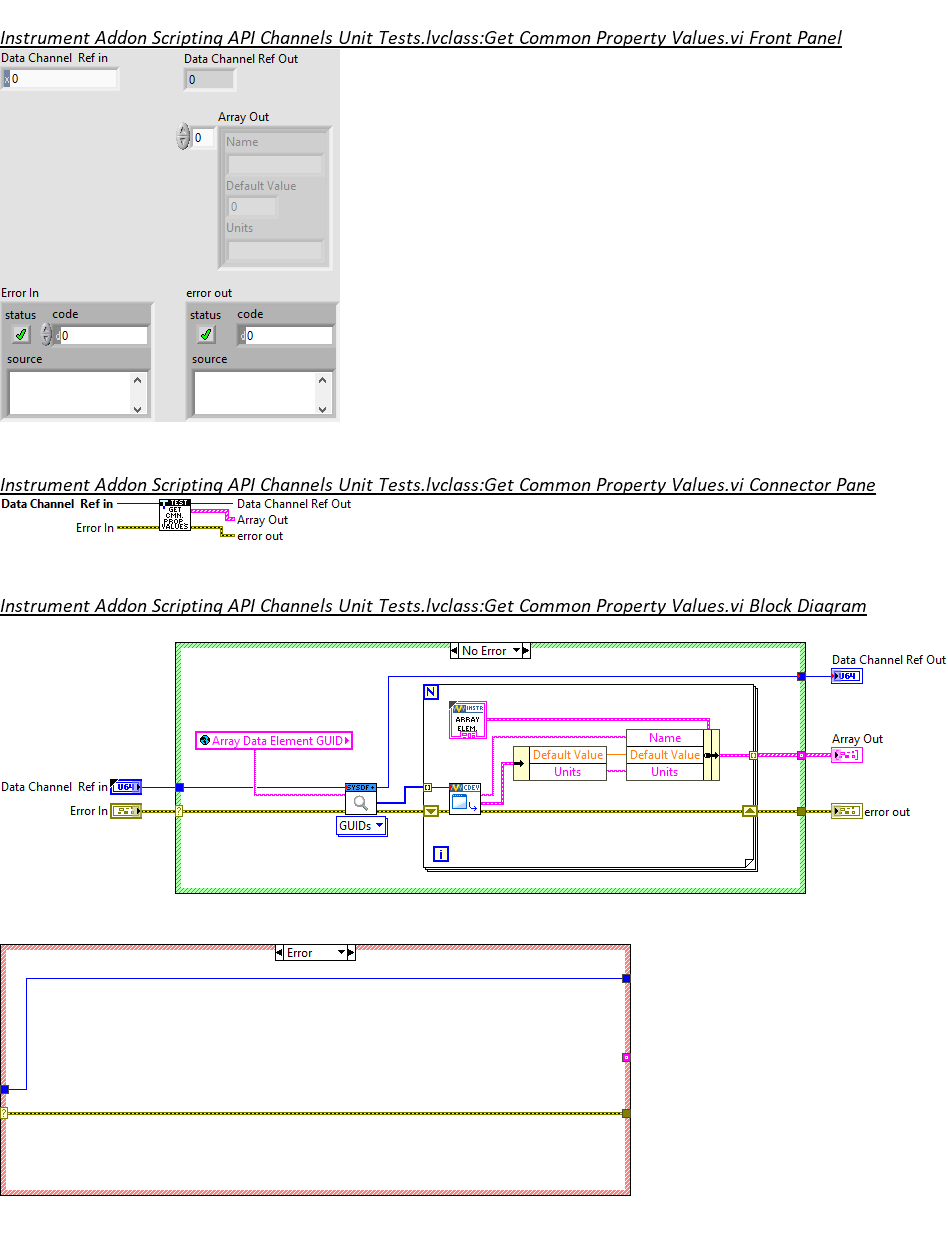 Instrument Addon Scripting API Channels Unit Tests.lvclass:Get Common Property Values.vi Front Panel
Data Channel  Ref in
Data Channel Ref Out
x 0
0
Array Out
0
Name
Default Value
0
Units
Error In
error out
status
code
status
code
d 0
d 0
source
source
Instrument Addon Scripting API Channels Unit Tests.lvclass:Get Common Property Values.vi Connector Pane
Data Channel  Ref in
TEST
GET
CMN.
PROP.
VALUES
Data Channel Ref Out
Error In
Array Out
error out
Instrument Addon Scripting API Channels Unit Tests.lvclass:Get Common Property Values.vi Block Diagram
No Error
Data Channel Ref Out
U64
N
INSTR
ARRAY
ELEM.
Array Data Element GUID
Name
Default Value
Default Value
Units
Units
Array Out
Data Channel  Ref in
U64
SYSDF
CDEV
Error In
?
GUIDs
error out
i
Error
?